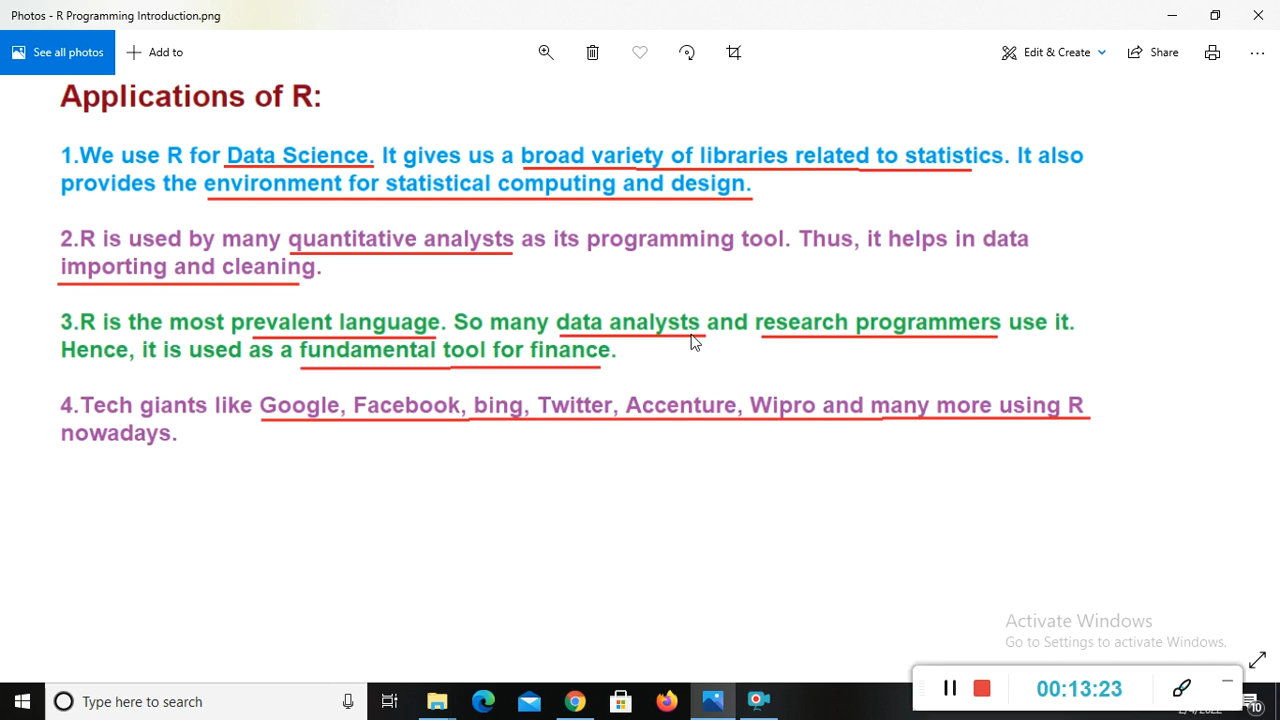 Photos - R Programming Introduction.png
See all photos
Add to
Edit & Create
Share
Applications of R:
1.We use R for Data Science. It gives us a broad variety of libraries related to statistics. It also
provides the environment for statistical computing and design.
2.R is used by many quantitative analysts as its programming tool. Thus, it helps in data
importing and cleaning.
3.R is the most prevalent language. So many data analysts and research programmers use it.
Hence, it is used as a fundamental tool for finance.
4.Tech giants like Google, Facebook, bing, Twitter, Accenture, Wipro and many more using R
nowadays.
Activate Windows
Go to Settings to activate Windows.
Type here to search
00:13:23
10